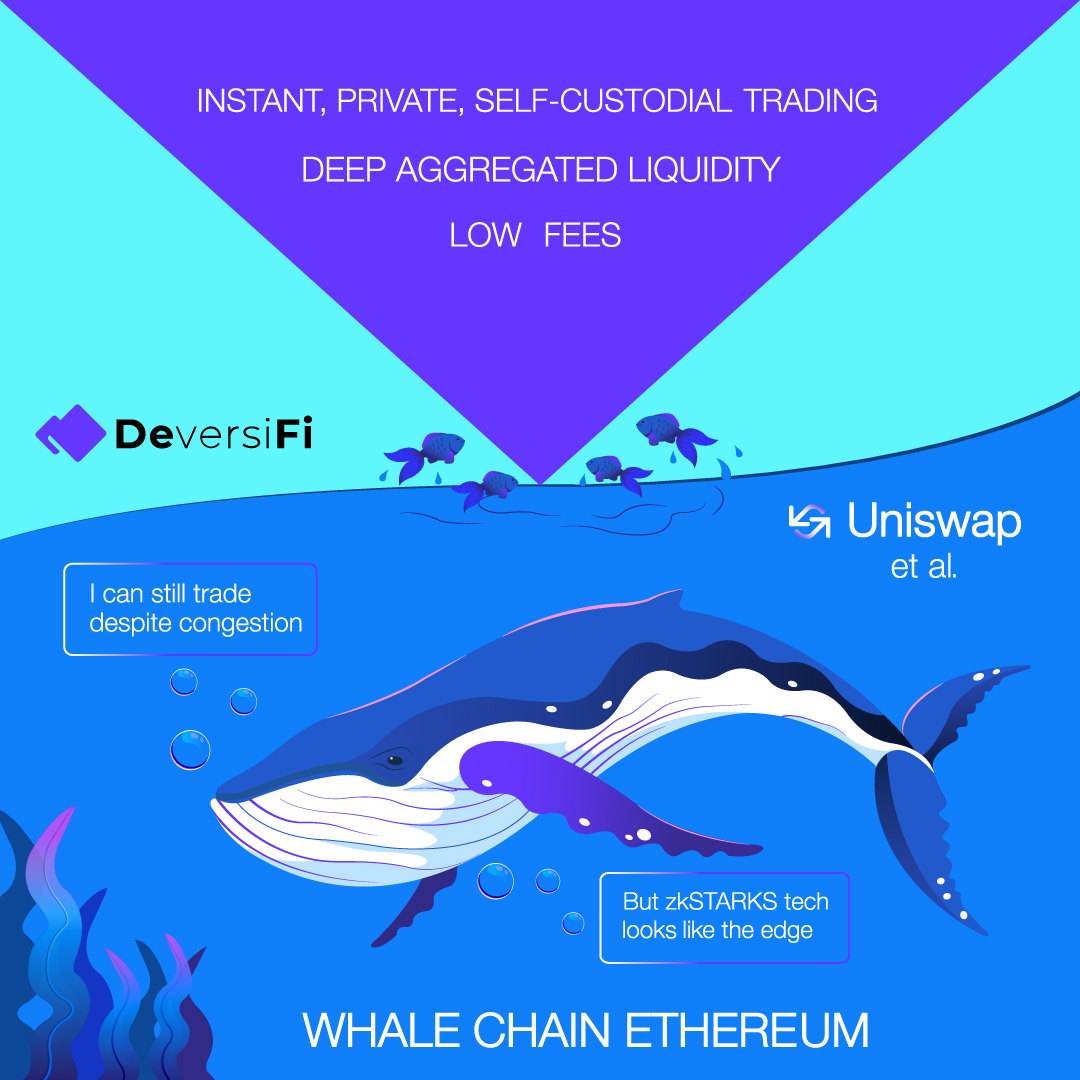 INSTANT, PRIVATE, SELF-CUSTODIAL TRADING
DEEP AGGREGATED LIQUIDITY
LOW FEES
DeversiFi
Uniswap
et al.
I can still trade
despite congestion
But zkSTARKS tech
looks like the edge
WHALE CHAIN ETHEREUM